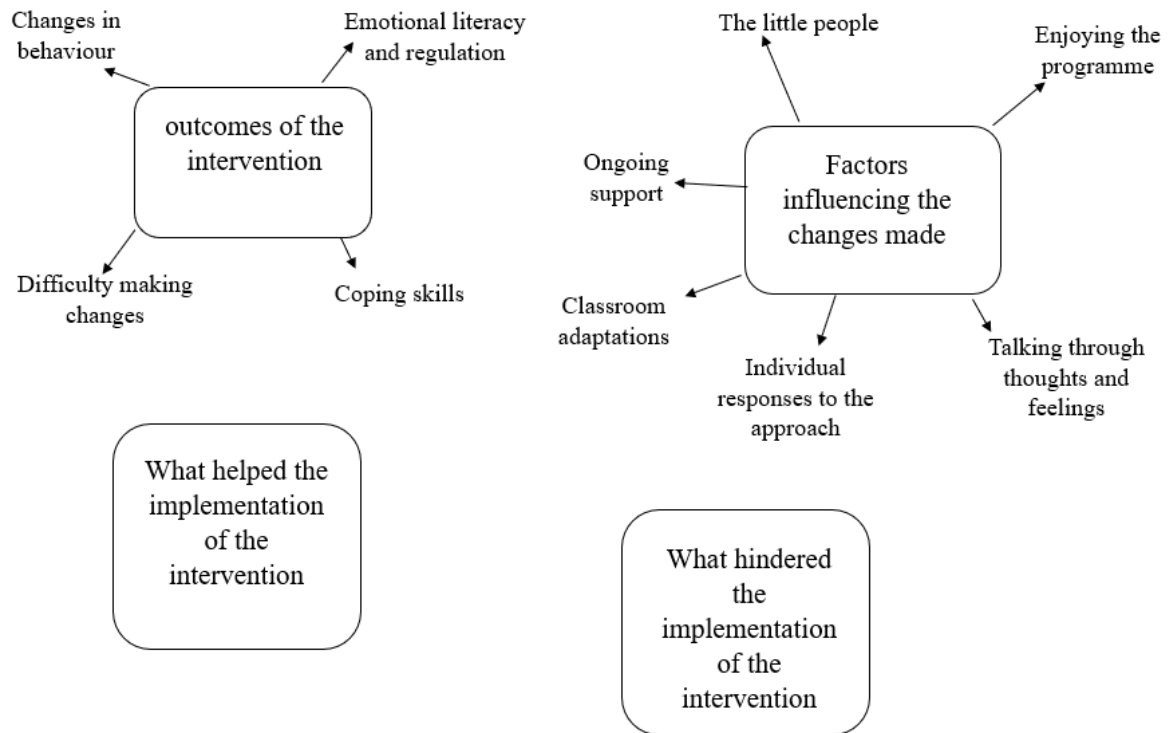 Changes in
behaviour
Emotional literacy
and regulation
outcomes of the
intervention
Difficulty making
changes
Coping skills
The little people
Enjoying the
programme
Ongoing
support
Factors
influencing the
changes made
Classroom
adaptations
Individual
responses to the
approach
Talking through
thoughts and
feelings
What helped the
implementation
of the
intervention
What hindered
the
implementation
of the
intervention